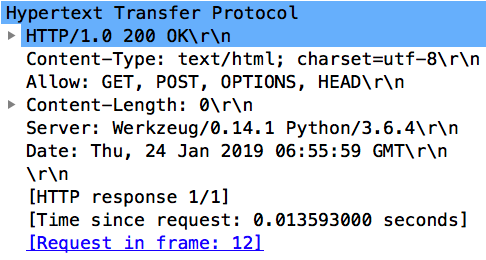 Hypertext Transfer Protocol
HTTP/1.0 200 OK\r\n
Content-Type: text/html; charset=utf-8\r\n
Allow: GET, POST, OPTIONS, HEAD\r\n
Content-Length: 0\r\n
Server: Werkzeug/0.14.1 Python/3.6.4\r\n
Date: Thu, 24 Jan 2019 06:55:59 GMT\r\n
\r\n
[HTTP response 1/1]
[Time since request: 0.013593000 seconds]
[Request in frame: 12]